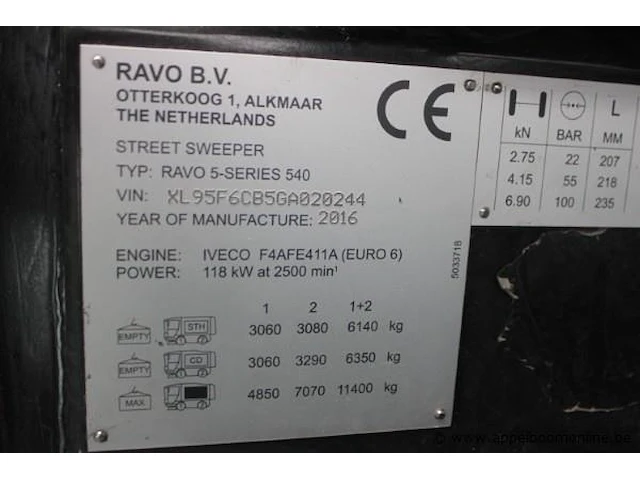 RAVO B.V.
OTTERKOOG 1, ALKMAAR
THE NETHERLANDS
CE
STREET SWEEPER
TYP: RAVO 5-SERIES 540
VIN: XL95F6CB5GA020244
YEAR OF MANUFACTURE: 2016
ENGINE: IVECO F4AFE411A (EURO 6)
POWER: 118 kW at 2500 min¹
5033718
1 2 1+2
EMPTY STH 3060 3080 6140 kg
EMPTY CD 3060 3290 6350 kg
MAX 4850 7070 11400 kg
L
kN BAR MM
2.75 22 207
4.15 55 218
6.90 100 235
© www.appelboomonline.be